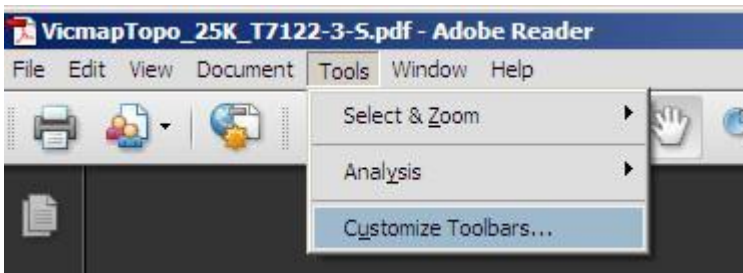 VicmapTopo_25K_T7122-3-S.pdf - Adobe Reader
File Edit View Document Tools Window Help
Select & Zoom
Analysis
Customize Toolbars...